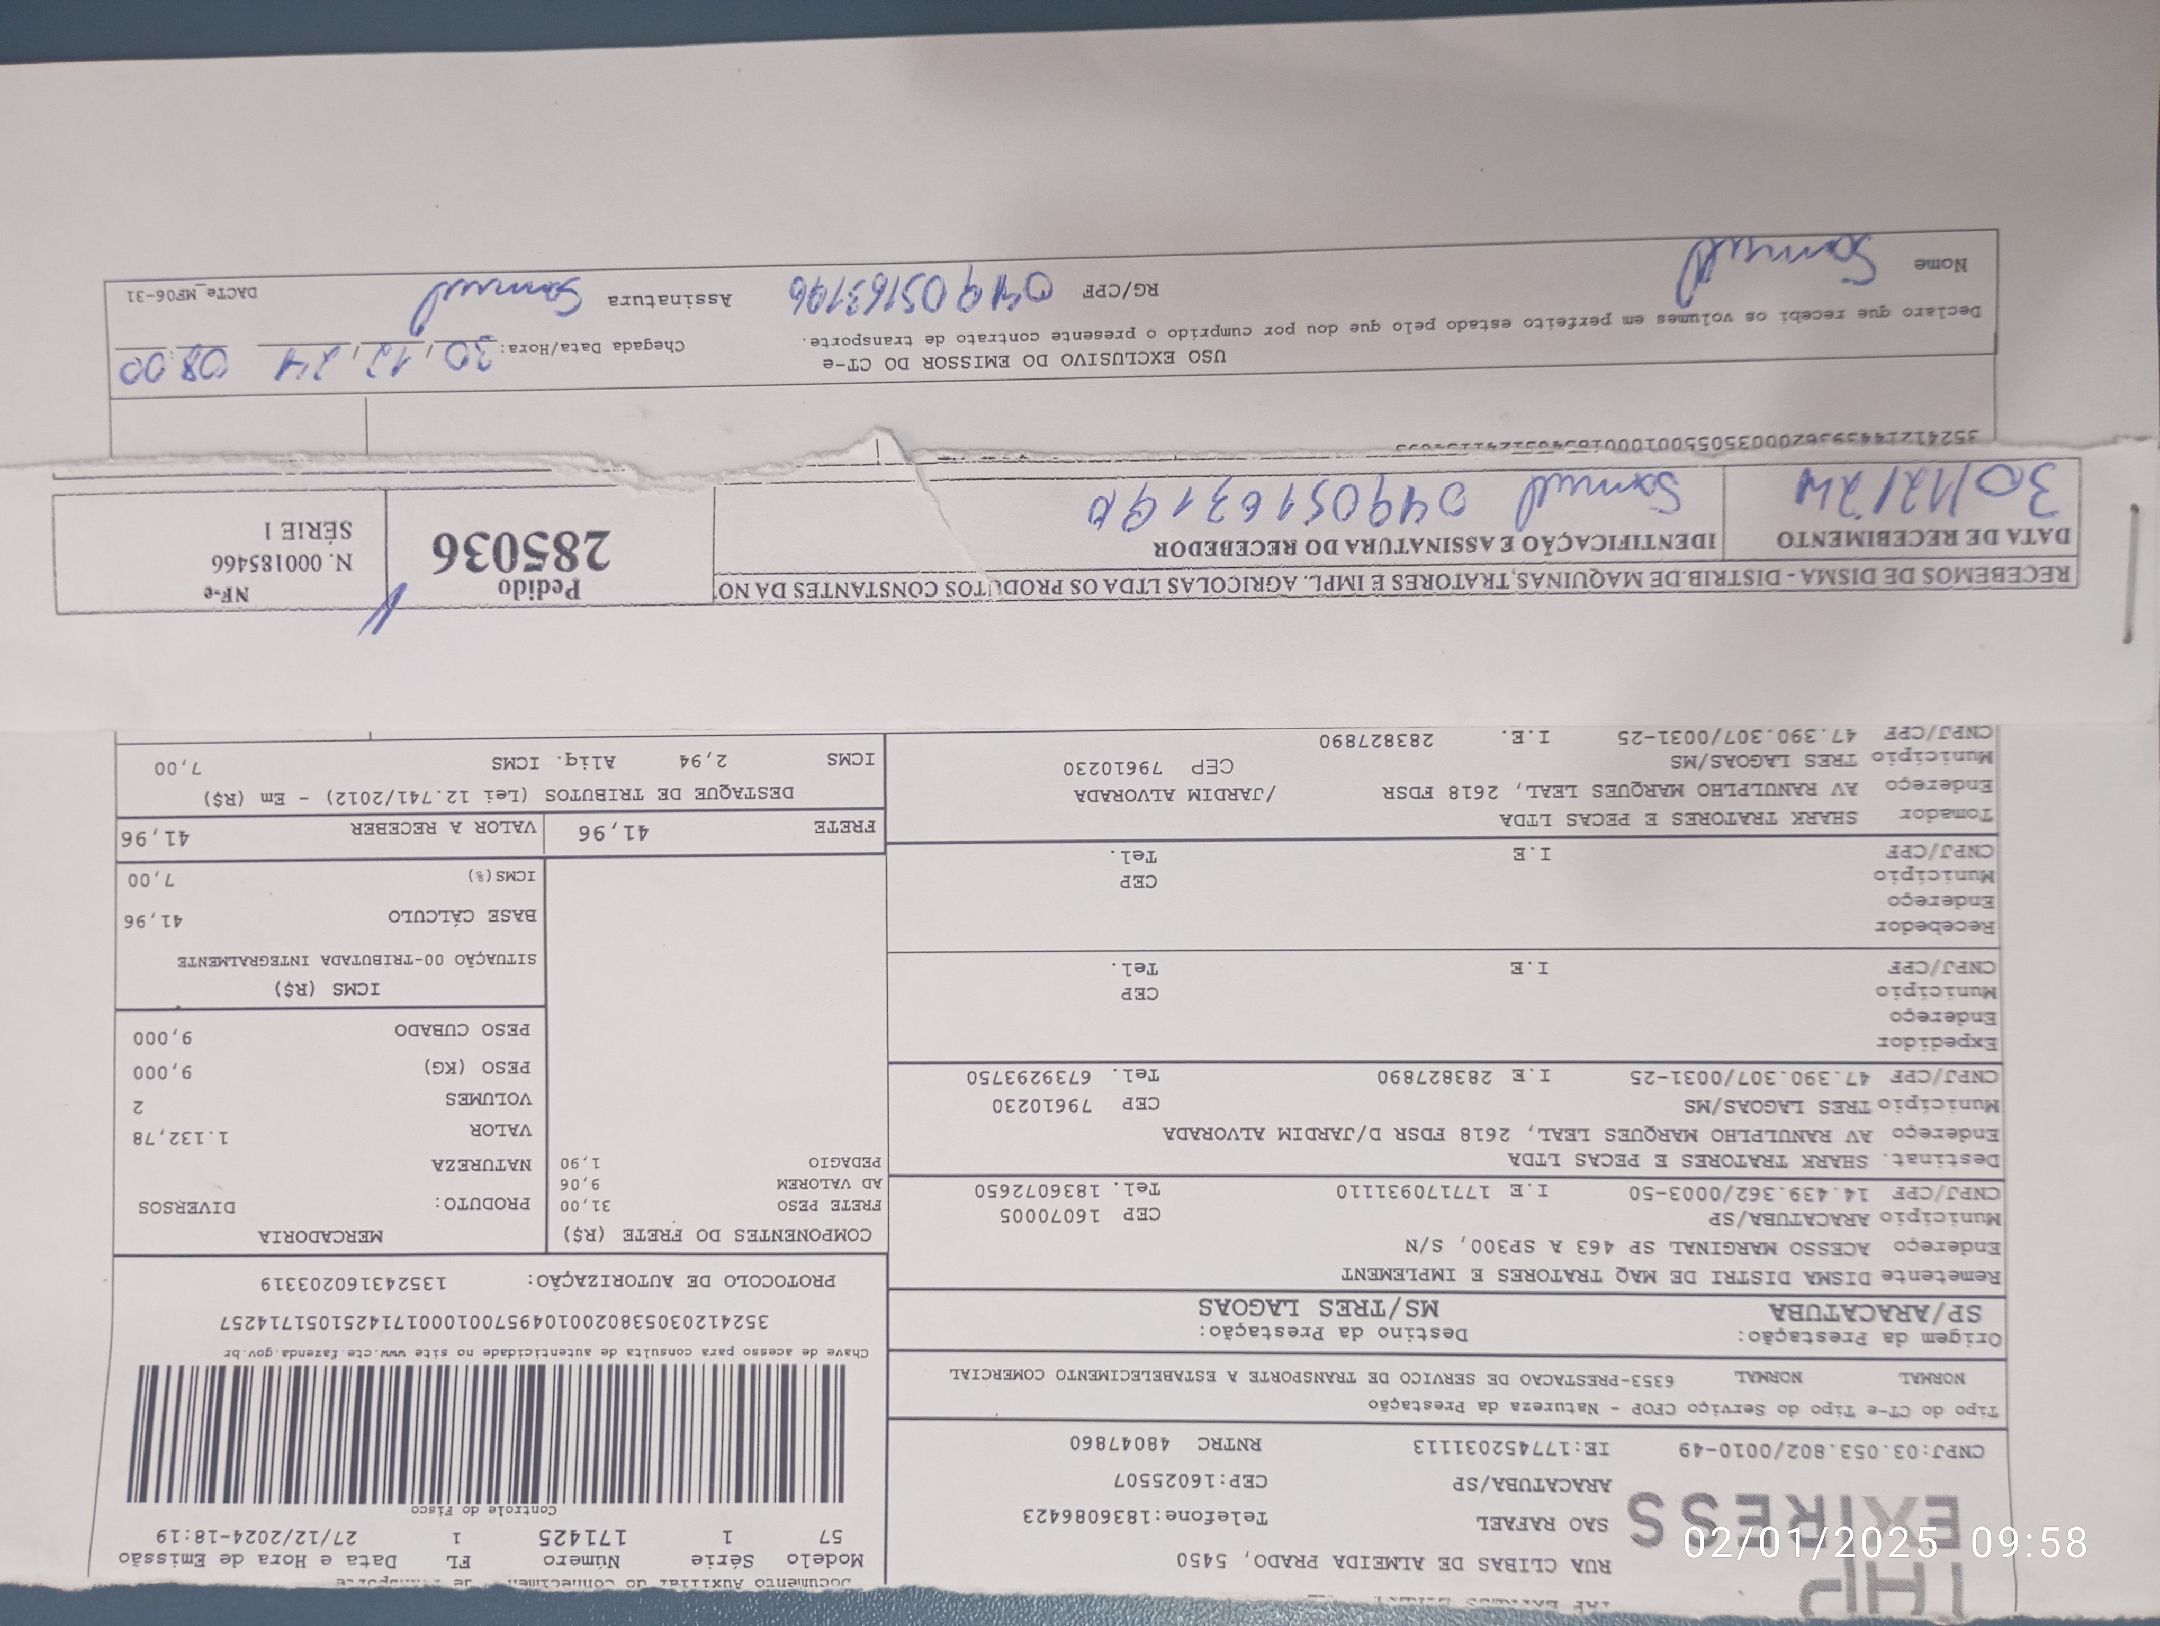 Documento Auxiliar do
EXPRESS
RUA CLIBAS DE ALMEIDA PRADO, 5450
SAO RAFAEL Telefone:1836086423
ARACATUBA/SP CEP:16025507
CNPJ:03.053.802/0010-49 IE:177452031113 RNTRC 48047860
Modelo Série Número FL Data e Hora de Emissão
57 1 171425 1 27/12/2024-18:19
Controle do Fisco
Chave de acesso para consulta de autenticidade no site www.cte.fazenda.gov.br
35241203053802001049570010001714251051714257
PROTOCOLO DE AUTORIZAÇÃO: 135243160203319
Tipo do CT-e Tipo do Serviço CFOP - Natureza da Prestação
NORMAL NORMAL 6353-PRESTACAO DE SERVICO DE TRANSPORTE A ESTABELECIMENTO COMERCIAL
Origem da Prestação: Destino da Prestação:
SP/ARACATUBA MS/TRES LAGOAS
Remetente DISMA DISTRI DE MAQ TRATORES E IMPLEMENT
Endereço ACESSO MARGINAL SP 463 A SP300, S/N
Município ARACATUBA/SP CEP 16070005
CNPJ/CPF 14.439.362/0003-50 I.E 177170931110 Tel. 1836072650
Destinat. SHARK TRATORES E PECAS LTDA
Endereço AV RANULPLHO MARQUES LEAL, 2618 FDSR D/JARDIM ALVORADA
Município TRES LAGOAS/MS CEP 79610230
CNPJ/CPF 47.390.307/0031-25 I.E 283827890 Tel. 6739293750
Expedidor
Endereço
Município CEP
CNPJ/CPF I.E Tel.
Recebedor
Endereço
Município CEP
CNPJ/CPF I.E Tel.
Tomador SHARK TRATORES E PECAS LTDA
Endereço AV RANULPLHO MARQUES LEAL, 2618 FDSR /JARDIM ALVORADA
Município TRES LAGOAS/MS CEP 79610230
CNPJ/CPF 47.390.307/0031-25 I.E. 283827890
COMPONENTES DO FRETE (R$)
FRETE PESO 31,00
AD VALOREM 9,06
PEDAGIO 1,90
MERCADORIA
PRODUTO: DIVERSOS
NATUREZA
VALOR 1.132,78
VOLUMES 2
PESO (KG) 9,000
PESO CUBADO 9,000
ICMS (R$)
SITUAÇÃO 00-TRIBUTADA INTEGRALMENTE
BASE CÁLCULO 41,96
ICMS(%) 7,00
FRETE 41,96 VALOR A RECEBER 41,96
DESTAQUE DE TRIBUTOS (Lei 12.741/2012) - Em (R$)
ICMS 2,94 Aliq. ICMS 7,00
RECEBEMOS DE DISMA - DISTRIB.DE MAQUINAS,TRATORES E IMPL. AGRICOLAS LTDA OS PRODUTOS CONSTANTES DA NO
DATA DE RECEBIMENTO IDENTIFICAÇÃO E ASSINATURA DO RECEBEDOR
30/12/24 Samuel
Pedido
285036
NF-e
N. 000185466
SÉRIE 1
USO EXCLUSIVO DO EMISSOR DO CT-e
Declaro que recebi os volumes em perfeito estado pelo que dou por cumprido o presente contrato de transporte.
Chegada Data/Hora: 30/12/24 08:00
Nome Samuel RG/CPF 04905163196 Assinatura Samuel DACTe_MF06-31
02/01/2025 09:58